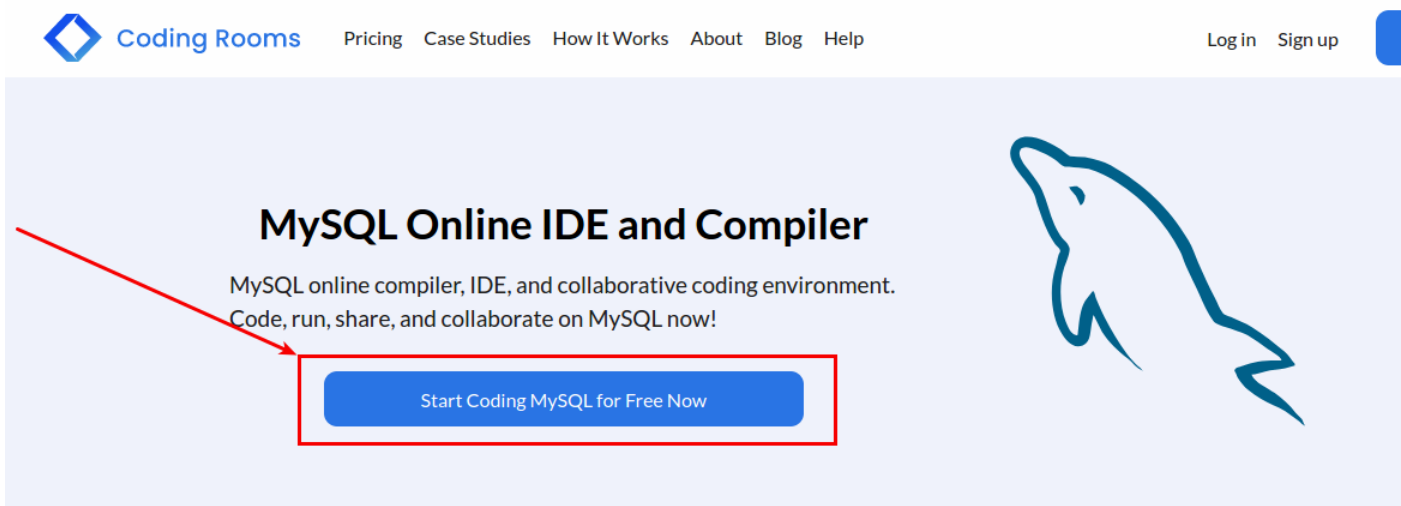 Coding Rooms Pricing Case Studies How It Works About Blog Help Log in Sign up
MySQL Online IDE and Compiler
MySQL online compiler, IDE, and collaborative coding environment.
Code, run, share, and collaborate on MySQL now!
Start Coding MySQL for Free Now